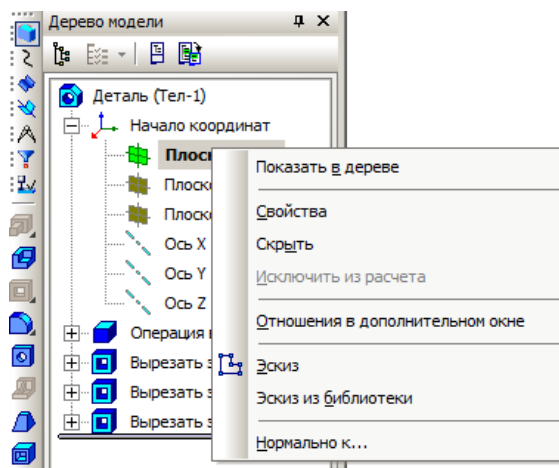 Дерево модели
Деталь (Тел-1)
Начало координат
Плоск
Показать в дереве
Плоск
Плоск
Свойства
Ось X
Скрыть
Ось Y
Исключить из расчета
Ось Z
Отношения в дополнительном окне
Операция
Вырезать
Эскиз
Вырезать
Эскиз из библиотеки
Вырезать
Нормально к...